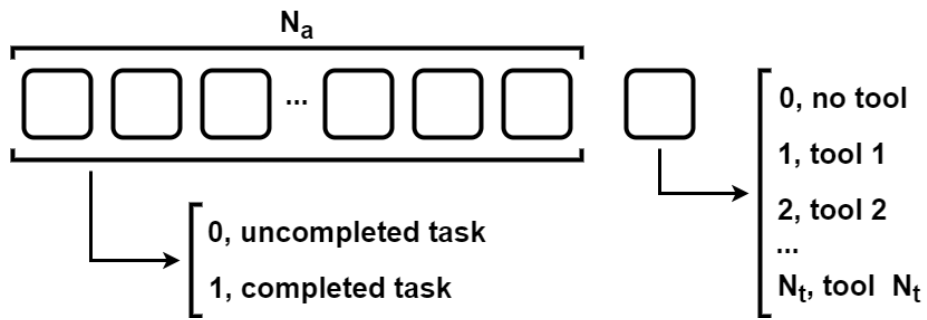 Nₐ
...
0, no tool
1, tool 1
2, tool 2
...
Nₜ, tool Nₜ
0, uncompleted task
1, completed task